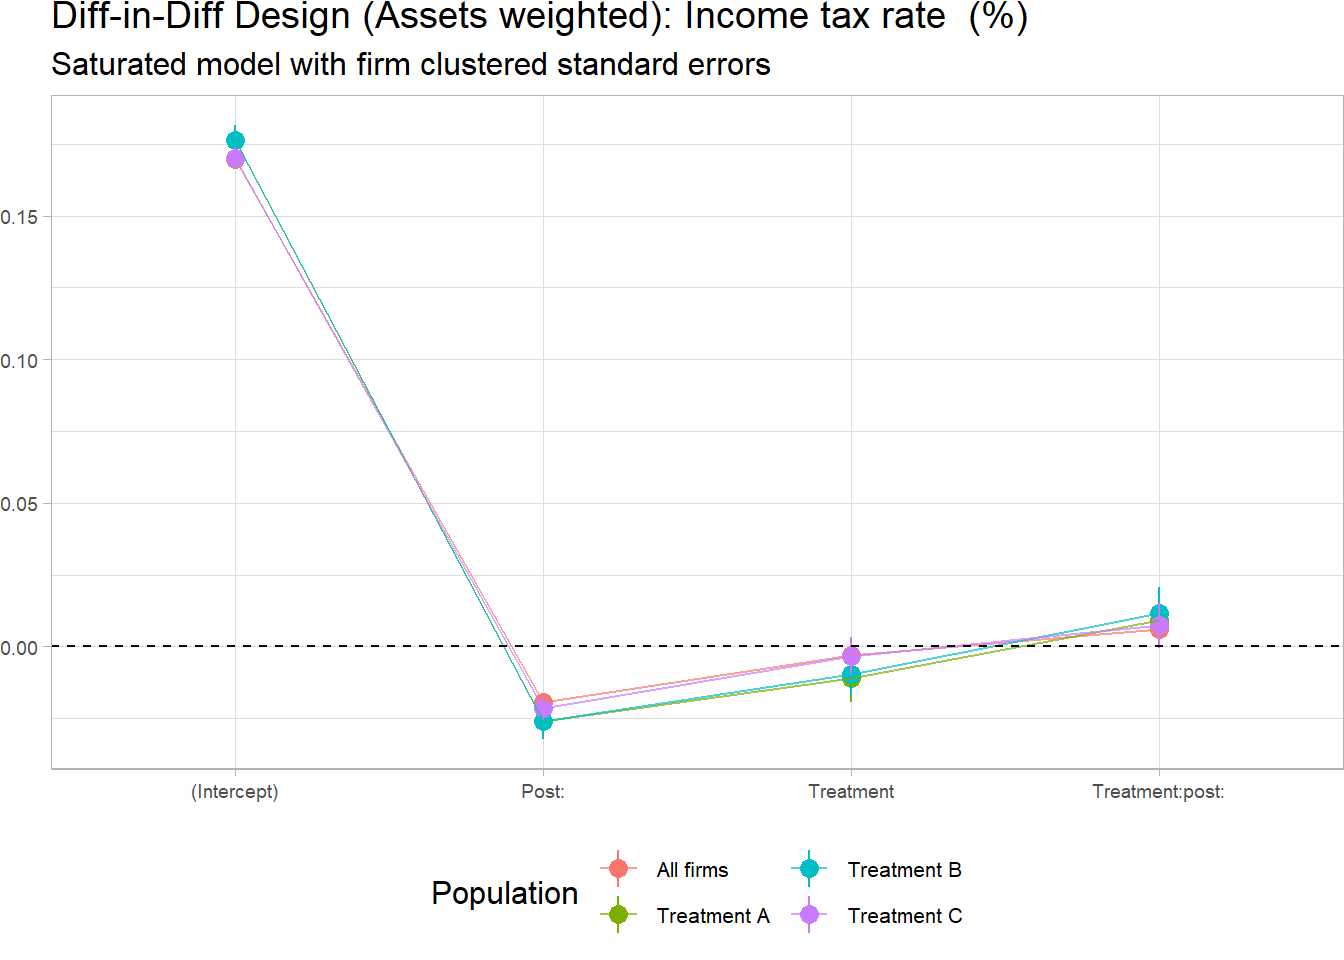 Diff-in-Diff Design (Assets weighted): Income tax rate  (%)
Saturated model with firm clustered standard errors
0.15
0.10
0.05
0.00
(Intercept) Post: Treatment Treatment:post:
Population
All firms Treatment B
Treatment A Treatment C